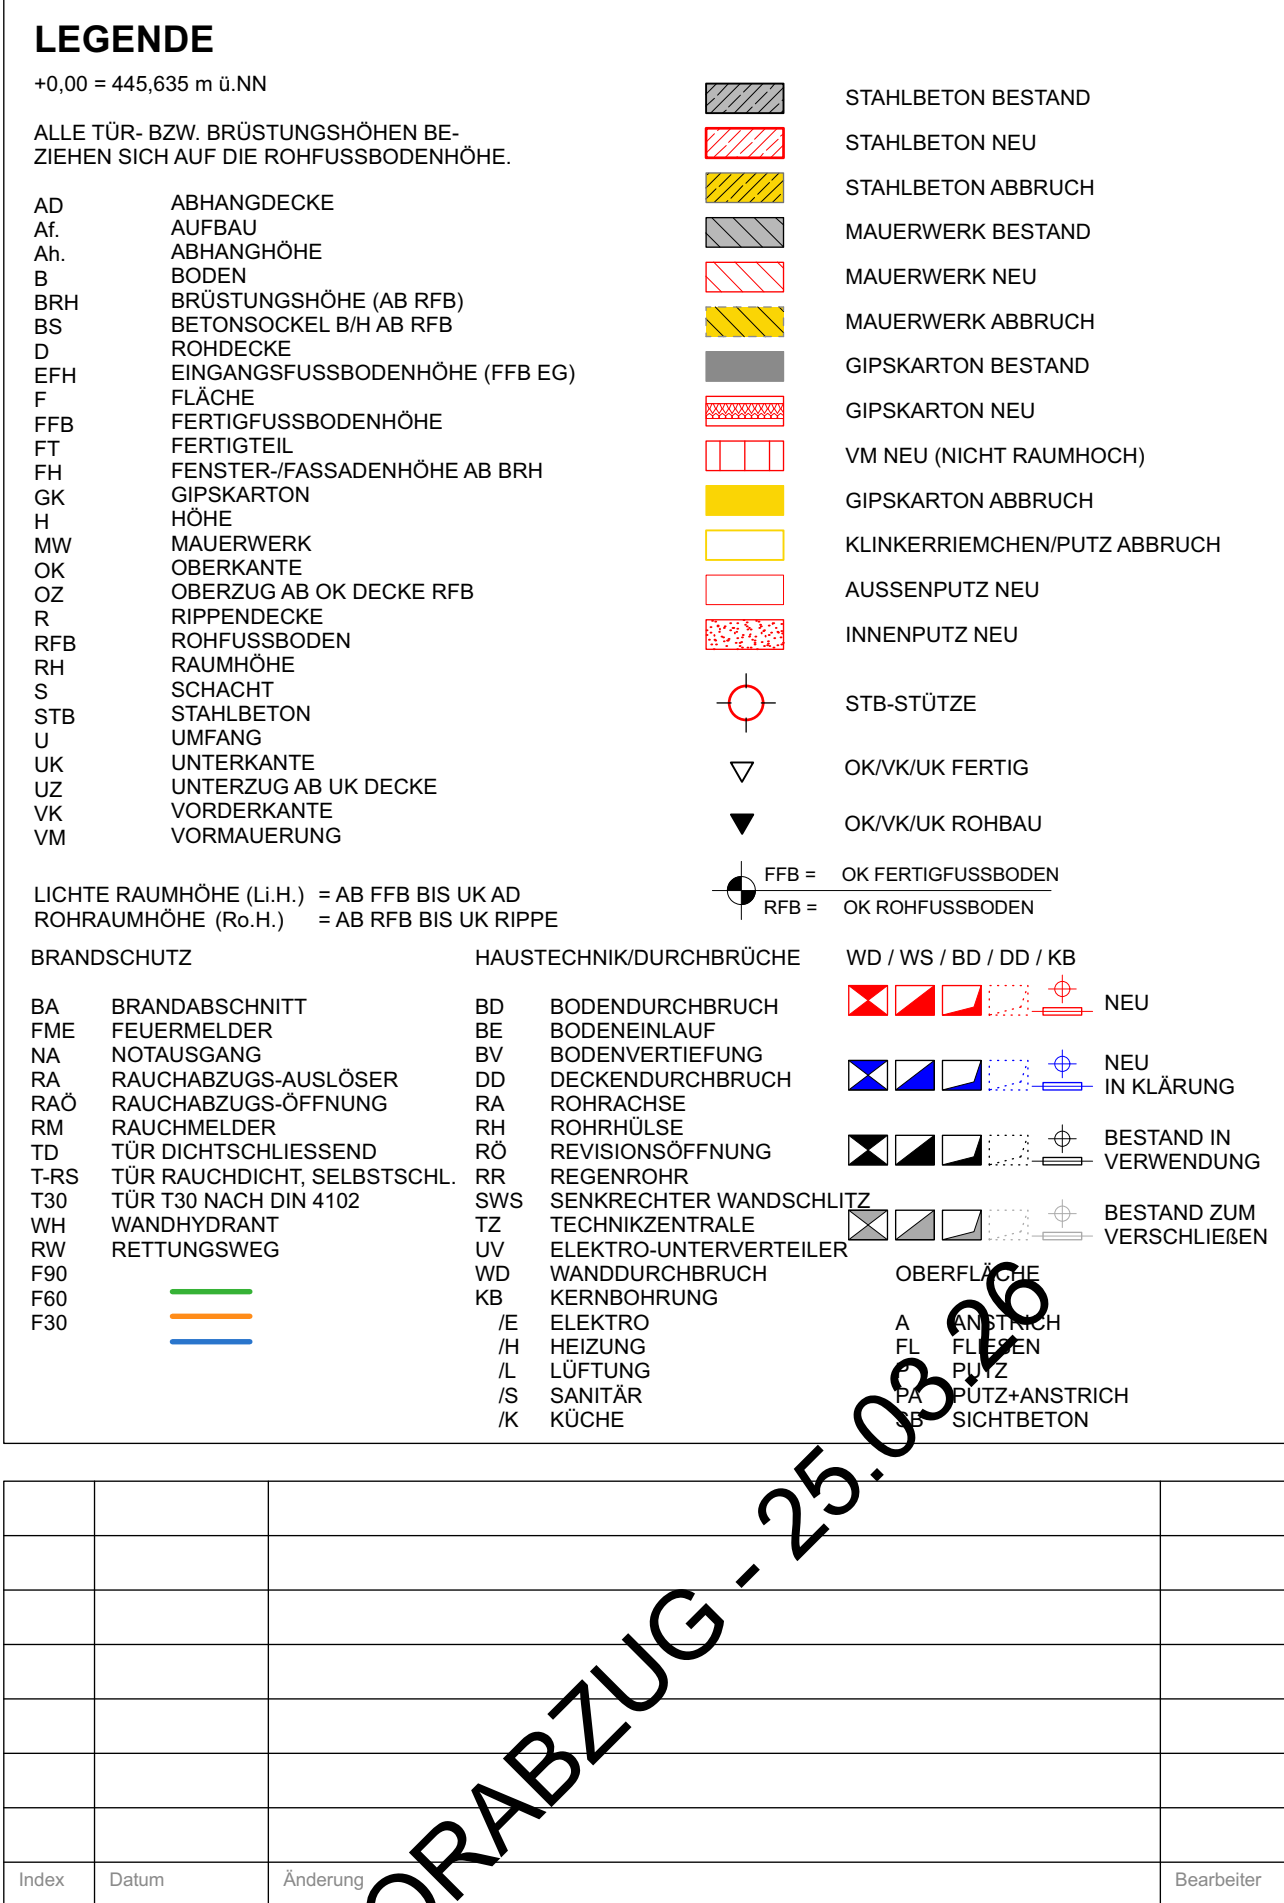 LEGENDE
+0,00 = 445,635 m ü.NN
ALLE TÜR- BZW. BRÜSTUNGSHÖHEN BE-
ZIEHEN SICH AUF DIE ROHFUSSBODENHÖHE.
AD ABHANGDECKE
Af. AUFBAU
Ah. ABHANGHÖHE
B BODEN
BRH BRÜSTUNGSHÖHE (AB RFB)
BS BETONSOCKEL B/H AB RFB
D ROHDECKE
EFH EINGANGSFUSSBODENHÖHE (FFB EG)
F FLÄCHE
FFB FERTIGFUSSBODENHÖHE
FT FERTIGTEIL
FH FENSTER-/FASSADENHÖHE AB BRH
GK GIPSKARTON
H HÖHE
MW MAUERWERK
OK OBERKANTE
OZ OBERZUG AB OK DECKE RFB
R RIPPENDECKE
RFB ROHFUSSBODEN
RH RAUMHÖHE
S SCHACHT
STB STAHLBETON
U UMFANG
UK UNTERKANTE
UZ UNTERZUG AB UK DECKE
VK VORDERKANTE
VM VORMAUERUNG
LICHTE RAUMHÖHE (Li.H.) = AB FFB BIS UK AD
ROHRAUMHÖHE (Ro.H.) = AB RFB BIS UK RIPPE
STAHLBETON BESTAND
STAHLBETON NEU
STAHLBETON ABBRUCH
MAUERWERK BESTAND
MAUERWERK NEU
MAUERWERK ABBRUCH
GIPSKARTON BESTAND
GIPSKARTON NEU
VM NEU (NICHT RAUMHOCH)
GIPSKARTON ABBRUCH
KLINKERRIEMCHEN/PUTZ ABBRUCH
AUSSENPUTZ NEU
INNENPUTZ NEU
STB-STÜTZE
OK/VK/UK FERTIG
OK/VK/UK ROHBAU
FFB = OK FERTIGFUSSBODEN
RFB = OK ROHFUSSBODEN
BRANDSCHUTZ
BA BRANDABSCHNITT
FME FEUERMELDER
NA NOTAUSGANG
RA RAUCHABZUGS-AUSLÖSER
RAÖ RAUCHABZUGS-ÖFFNUNG
RM RAUCHMELDER
TD TÜR DICHTSCHLIESSEND
T-RS TÜR RAUCHDICHT, SELBSTSCHL.
T30 TÜR T30 NACH DIN 4102
WH WANDHYDRANT
RW RETTUNGSWEG
F90
F60
F30
HAUSTECHNIK/DURCHBRÜCHE
BD BODENDURCHBRUCH
BE BODENEINLAUF
BV BODENVERTIEFUNG
DD DECKENDURCHBRUCH
RA ROHRACHSE
RH ROHRHÜLSE
RÖ REVISIONSÖFFNUNG
RR REGENROHR
SWS SENKRECHTER WANDSCHLITZ
TZ TECHNIKZENTRALE
UV ELEKTRO-UNTERVERTEILER
WD WANDDURCHBRUCH
KB KERNBOHRUNG
/E ELEKTRO
/H HEIZUNG
/L LÜFTUNG
/S SANITÄR
/K KÜCHE
WD / WS / BD / DD / KB
NEU
NEU
IN KLÄRUNG
BESTAND IN
VERWENDUNG
BESTAND ZUM
VERSCHLIEßEN
OBERFLÄCHE
A ANSTRICH
FL FLIESEN
P PUTZ
PA PUTZ+ANSTRICH
SB SICHTBETON
ORABZUG - 25.03.26
Index Datum Änderung Bearbeiter